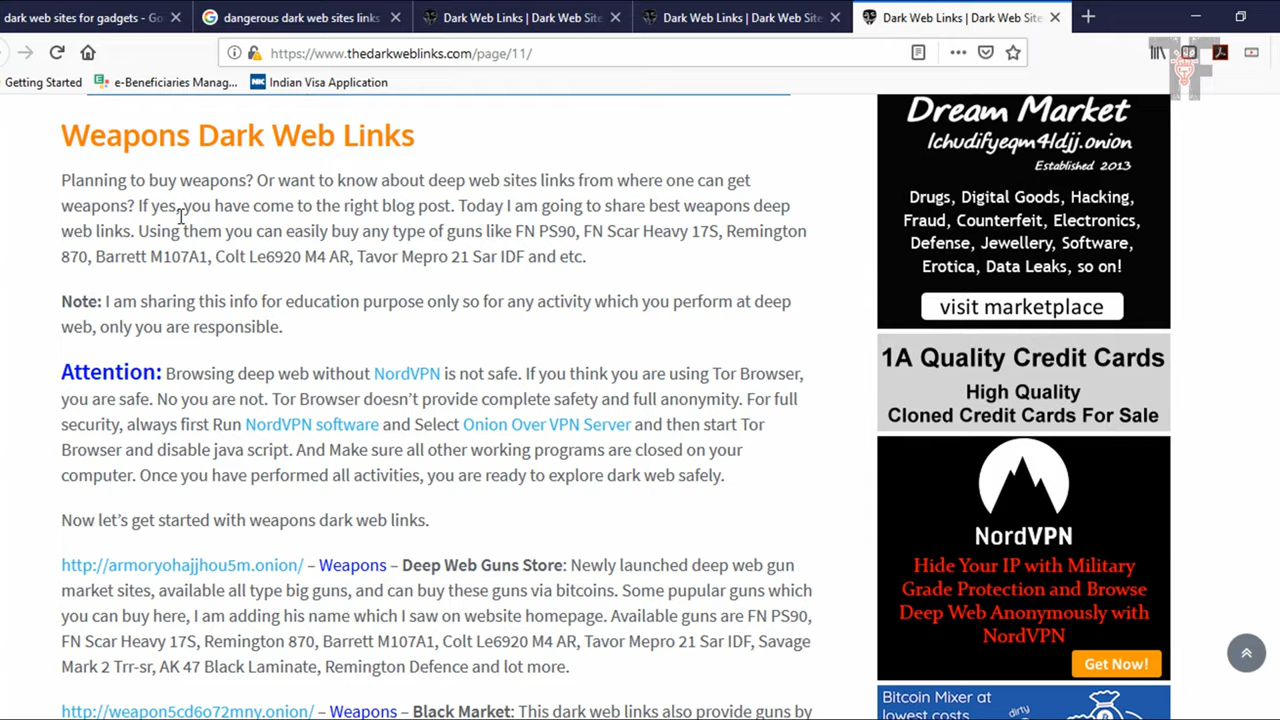 dark web sites for gadgets - Go
dangerous dark web sites links
Dark Web Links | Dark Web Site
Dark Web Links | Dark Web Site
Dark Web Links | Dark Web Site
https://www.thedarkweblinks.com/page/11/
Getting Started
e-Beneficiaries Manag...
Indian Visa Application
Weapons Dark Web Links
Planning to buy weapons? Or want to know about deep web sites links from where one can get
weapons? If yes, you have come to the right blog post. Today I am going to share best weapons deep
web links. Using them you can easily buy any type of guns like FN PS90, FN Scar Heavy 17S, Remington
870, Barrett M107A1, Colt Le6920 M4 AR, Tavor Mepro 21 Sar IDF and etc.
Note: I am sharing this info for education purpose only so for any activity which you perform at deep
web, only you are responsible.
Attention: Browsing deep web without NordVPN is not safe. If you think you are using Tor Browser,
you are safe. No you are not. Tor Browser doesn't provide complete safety and full anonymity. For full
security, always first Run NordVPN software and Select Onion Over VPN Server and then start Tor
Browser and disable java script. And Make sure all other working programs are closed on your
computer. Once you have performed all activities, you are ready to explore dark web safely.
Now let's get started with weapons dark web links.
http://armoryohajjhou5m.onion/ – Weapons – Deep Web Guns Store: Newly launched deep web gun
market sites, available all type big guns, and can buy these guns via bitcoins. Some pupular guns which
you can buy here, I am adding his name which I saw on website homepage. Available guns are FN PS90,
FN Scar Heavy 17S, Remington 870, Barrett M107A1, Colt Le6920 M4 AR, Tavor Mepro 21 Sar IDF, Savage
Mark 2 Trr-sr, AK 47 Black Laminate, Remington Defence and lot more.
http://weapon5cd6o72mny.onion/ – Weapons – Black Market: This dark web links also provide guns by
Dream Market
lchudifyeqm4ldjj.onion
Established 2013
Drugs, Digital Goods, Hacking,
Fraud, Counterfeit, Electronics,
Defense, Jewellery, Software,
Erotica, Data Leaks, so on!
visit marketplace
1A Quality Credit Cards
High Quality
Cloned Credit Cards For Sale
NordVPN
Hide Your IP with Military
Grade Protection and Browse
Deep Web Anonymously with
NordVPN
Get Now!
Bitcoin Mixer at
lowest costs
dirty